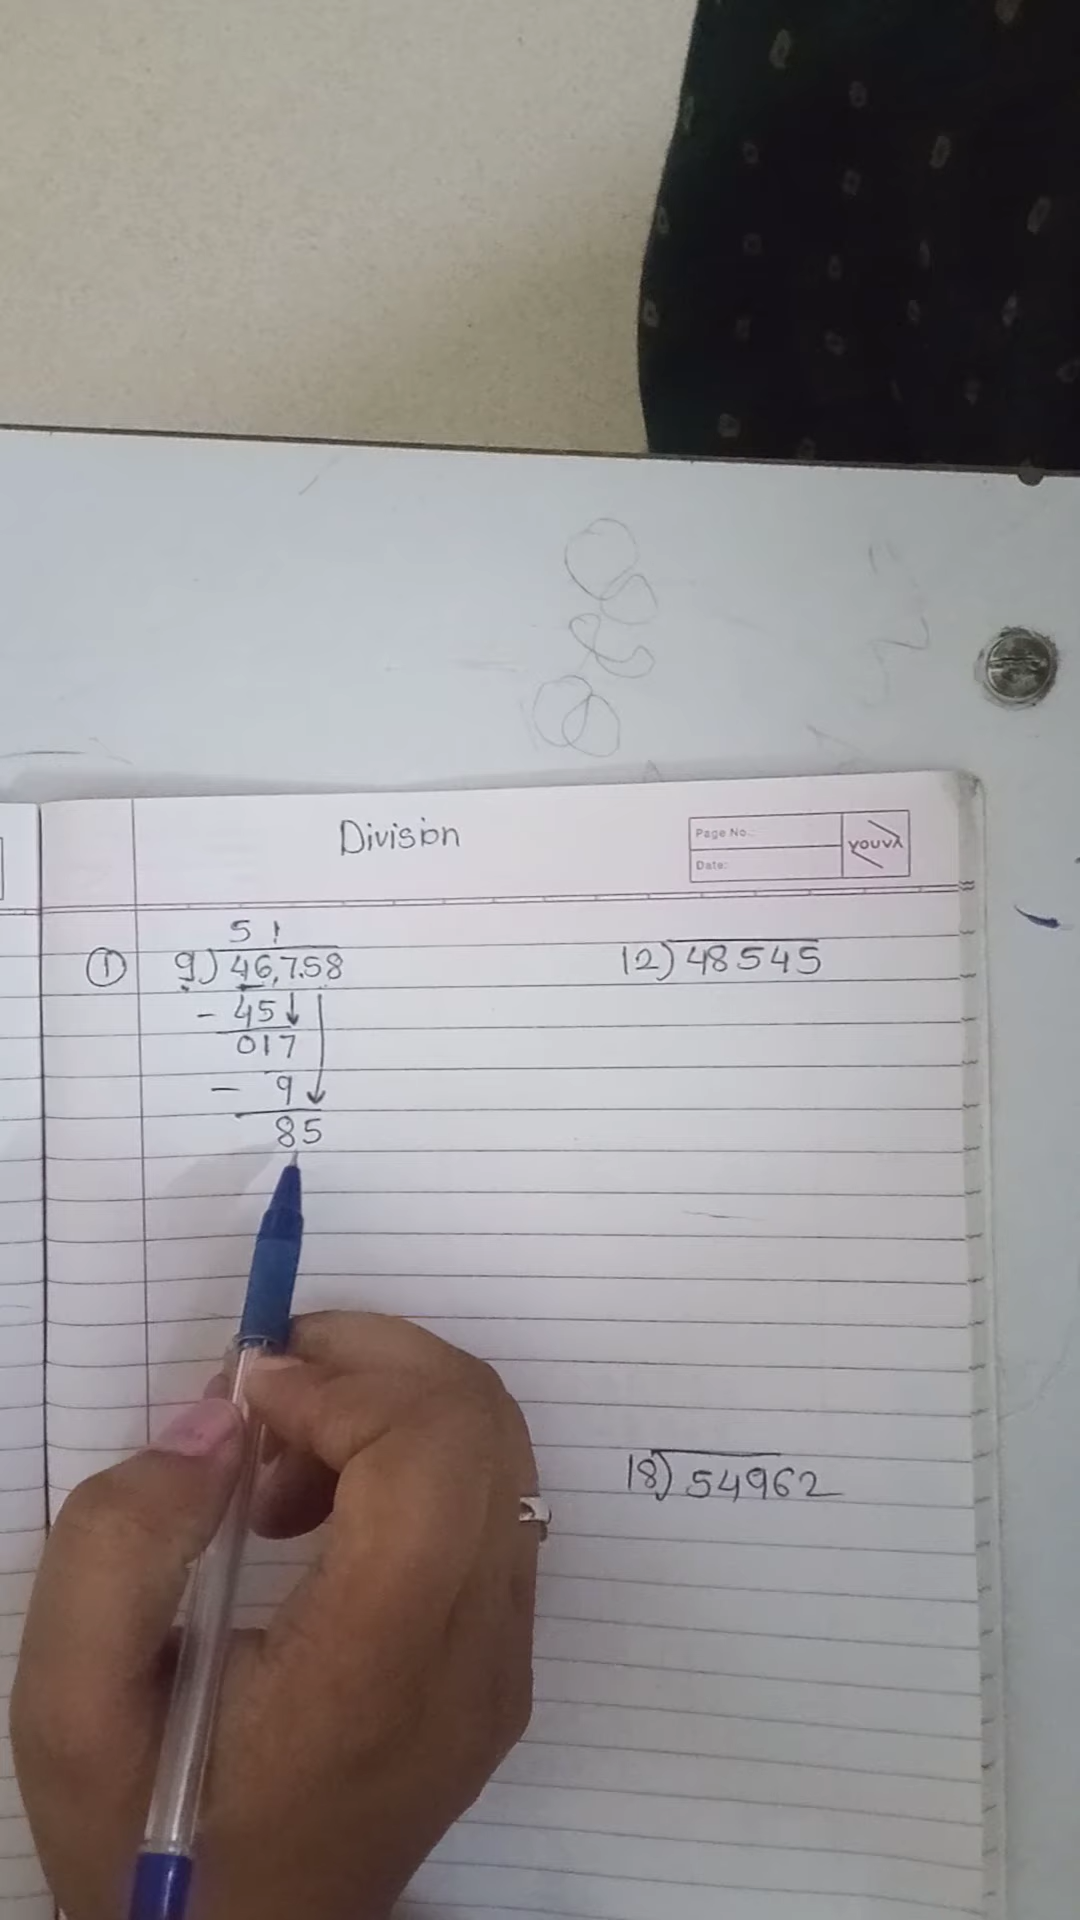 Division
Page No.:
Date:
YOUVA
5 1
① 9)46,758
- 45↓
017
- 9↓
85
12)48545
18)54962